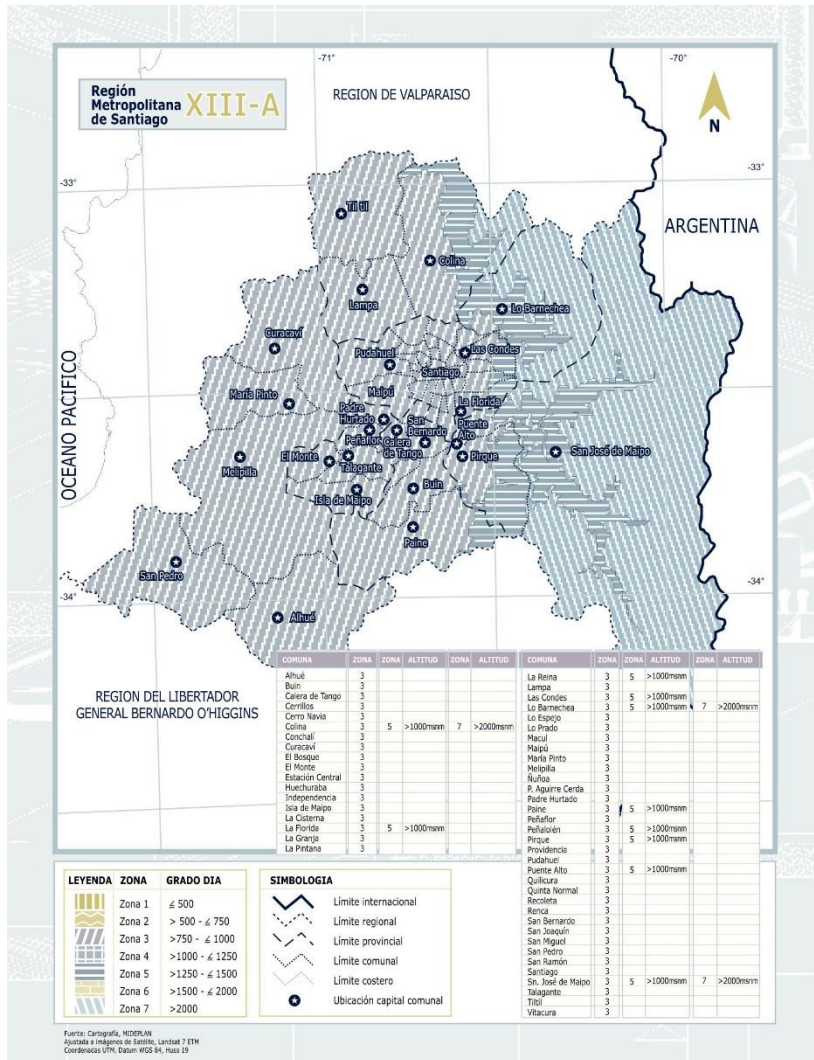 -71°
-70°
Región
Metropolitana
de Santiago
XIII-A
REGION DE VALPARAISO
N
-33°
-33°
ARGENTINA
Til til
Colina
Lampa
Lo Barnechea
Curacaví
Pudahuel
Las Condes
Santiago
María Pinto
Maipú
La Florida
Padre
Hurtado
San
Bernardo
Puente
Alto
Peñaflor
Calera
de Tango
Pirque
San José de Maipo
El Monte
Talagante
Melipilla
Isla de Maipo
Buin
Paine
San Pedro
Alhué
OCEANO PACIFICO
-34°
-34°
REGION DEL LIBERTADOR
GENERAL BERNARDO O'HIGGINS
COMUNA ZONA ZONA ALTITUD ZONA ALTITUD
Alhué 3
Buin 3
Calera de Tango 3
Cerrillos 3
Cerro Navia 3
Colina 3 5 >1000msnm 7 >2000msnm
Conchalí 3
Curacaví 3
El Bosque 3
El Monte 3
Estación Central 3
Huechuraba 3
Independencia 3
Isla de Maipo 3
La Cisterna 3
La Florida 3 5 >1000msnm
La Granja 3
La Pintana 3
COMUNA ZONA ZONA ALTITUD ZONA ALTITUD
La Reina 3 5 >1000msnm
Lampa 3
Las Condes 3 5 >1000msnm
Lo Barnechea 3 5 >1000msnm 7 >2000msnm
Lo Espejo 3
Lo Prado 3
Macul 3
Maipú 3
María Pinto 3
Melipilla 3
Ñuñoa 3
P. Aguirre Cerda 3
Padre Hurtado 3
Paine 3 5 >1000msnm
Peñaflor 3
Peñalolén 3 5 >1000msnm
Pirque 3 5 >1000msnm
Providencia 3
Pudahuel 3
Puente Alto 3 5 >1000msnm
Quilicura 3
Quinta Normal 3
Recoleta 3
Renca 3
San Bernardo 3
San Joaquín 3
San Miguel 3
San Pedro 3
San Ramón 3
Santiago 3
Sn. José de Maipo 3 5 >1000msnm 7 >2000msnm
Talagante 3
Tiltil 3
Vitacura 3
LEYENDA ZONA GRADO DIA
Zona 1 ≤ 500
Zona 2 > 500 - ≤ 750
Zona 3 >750 - ≤ 1000
Zona 4 >1000 - ≤ 1250
Zona 5 >1250 - ≤ 1500
Zona 6 >1500 - ≤ 2000
Zona 7 >2000
SIMBOLOGIA
Límite internacional
Límite regional
Límite provincial
Límite comunal
Límite costero
Ubicación capital comunal
Fuente: Cartografía, MIDEPLAN
Ajustada a imágenes de Satélite, Landsat 7 ETM
Coordenadas UTM, Datum WGS 84, Huso 19